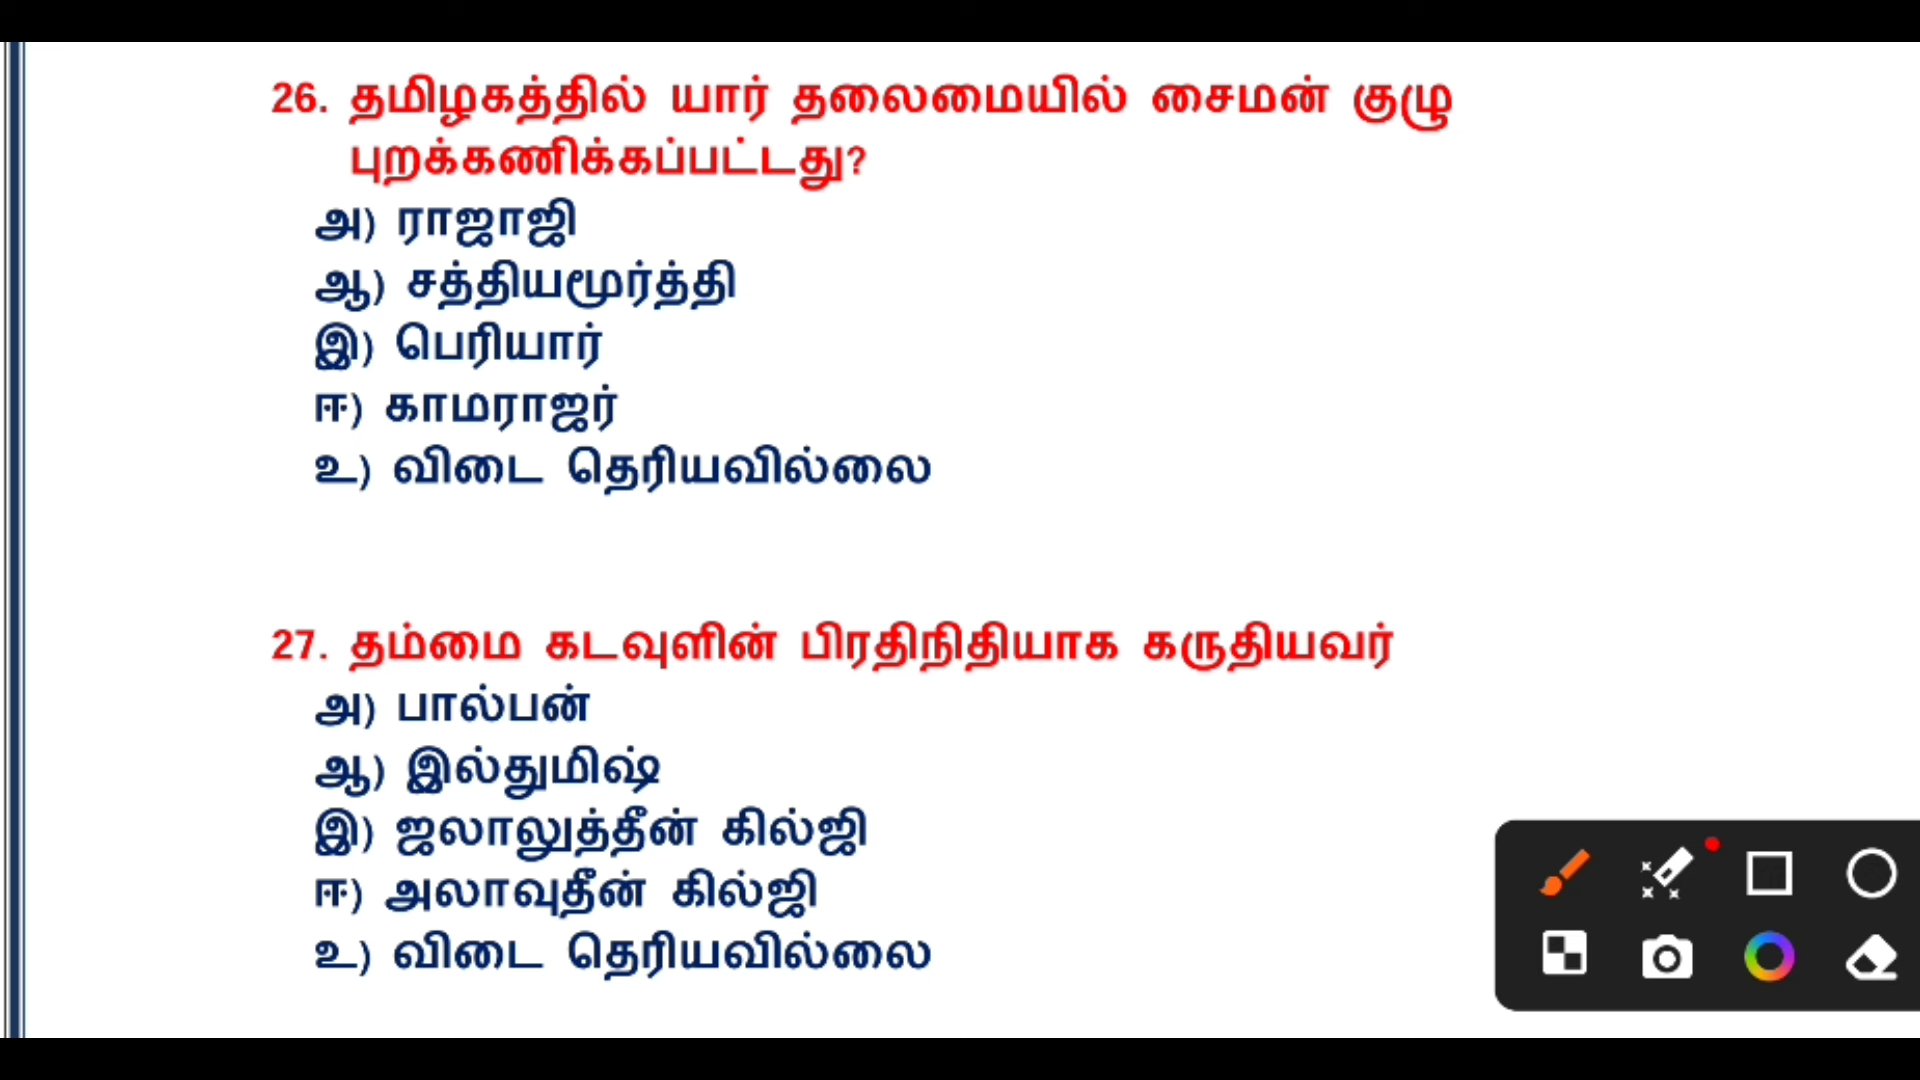 26. தமிழகத்தில் யார் தலைமையில் சைமன் குழு
புறக்கணிக்கப்பட்டது?
அ) ராஜாஜி
ஆ) சத்தியமூர்த்தி
இ) பெரியார்
ஈ) காமராஜர்
உ) விடை தெரியவில்லை
27. தம்மை கடவுளின் பிரதிநிதியாக கருதியவர்
அ) பால்பன்
ஆ) இல்துமிஷ்
இ) ஜலாலுத்தீன் கில்ஜி
ஈ) அலாவுதீன் கில்ஜி
உ) விடை தெரியவில்லை